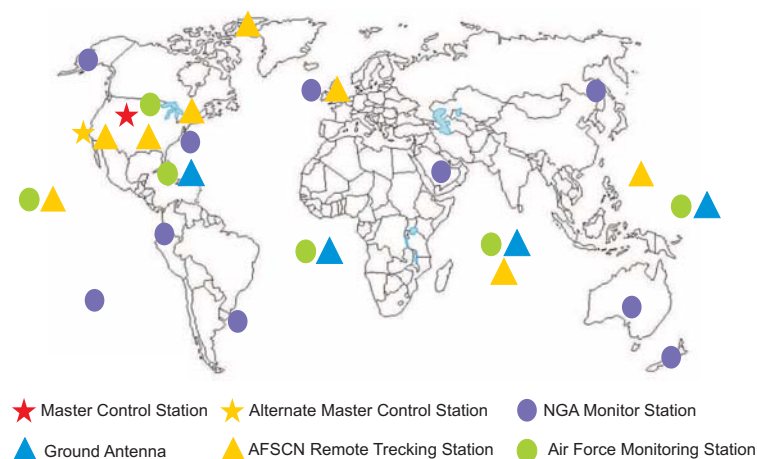 Master Control Station
Alternate Master Control Station
NGA Monitor Station
Ground Antenna
AFSCN Remote Trecking Station
Air Force Monitoring Station